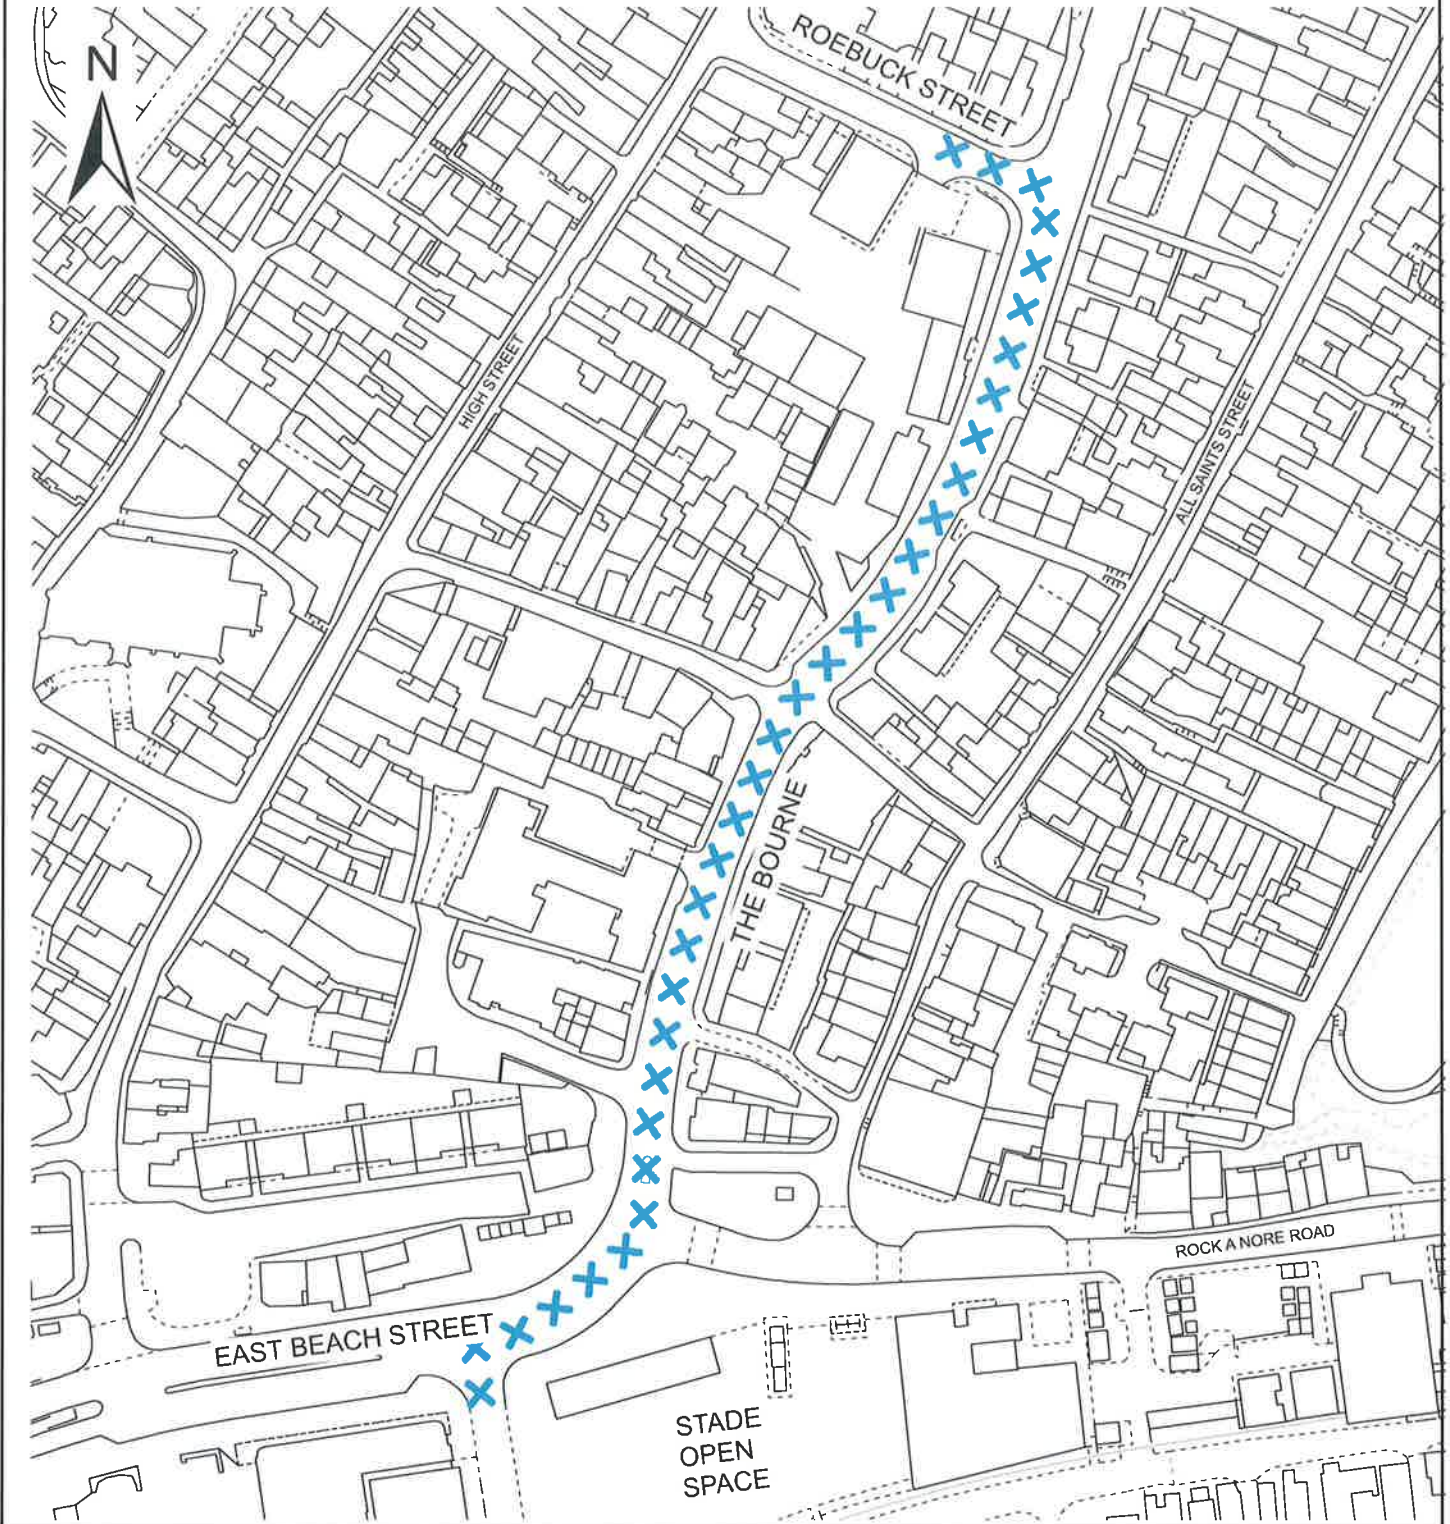 N
ROEBUCK STREET
HIGH STREET
ALL SAINTS STREET
THE BOURNE
ROCK A NORE ROAD
EAST BEACH STREET
STADE
OPEN
SPACE